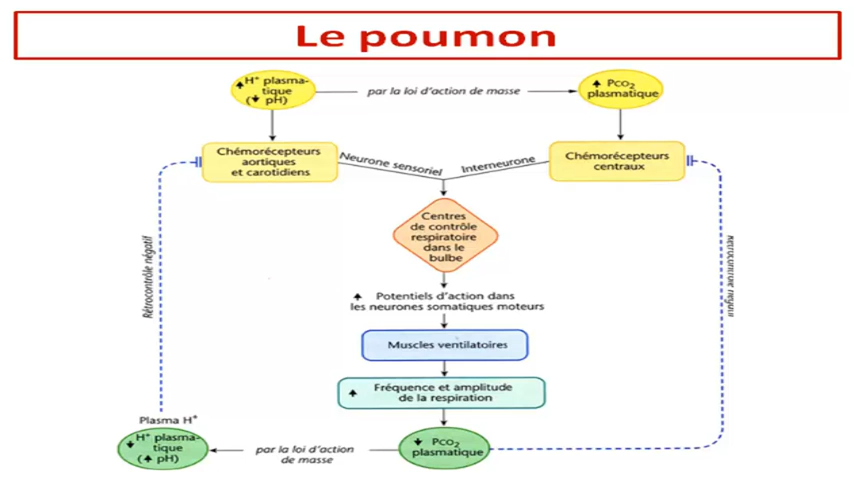 Le poumon
↑ H⁺ plasma-
tique
(↓ pH)
par la loi d'action de masse
↑ PCO₂
plasmatique
Chémorécepteurs
aortiques
et carotidiens
Neurone sensoriel
Interneurone
Chémorécepteurs
centraux
Centres
de contrôle
respiratoire
dans le
bulbe
Rétrocontrôle négatif
↑ Potentiels d'action dans
les neurones somatiques moteurs
Muscles ventilatoires
↑ Fréquence et amplitude
de la respiration
Plasma H⁺
↓ H⁺ plasma-
tique
(↑ pH)
par la loi d'action
de masse
↓ PCO₂
plasmatique